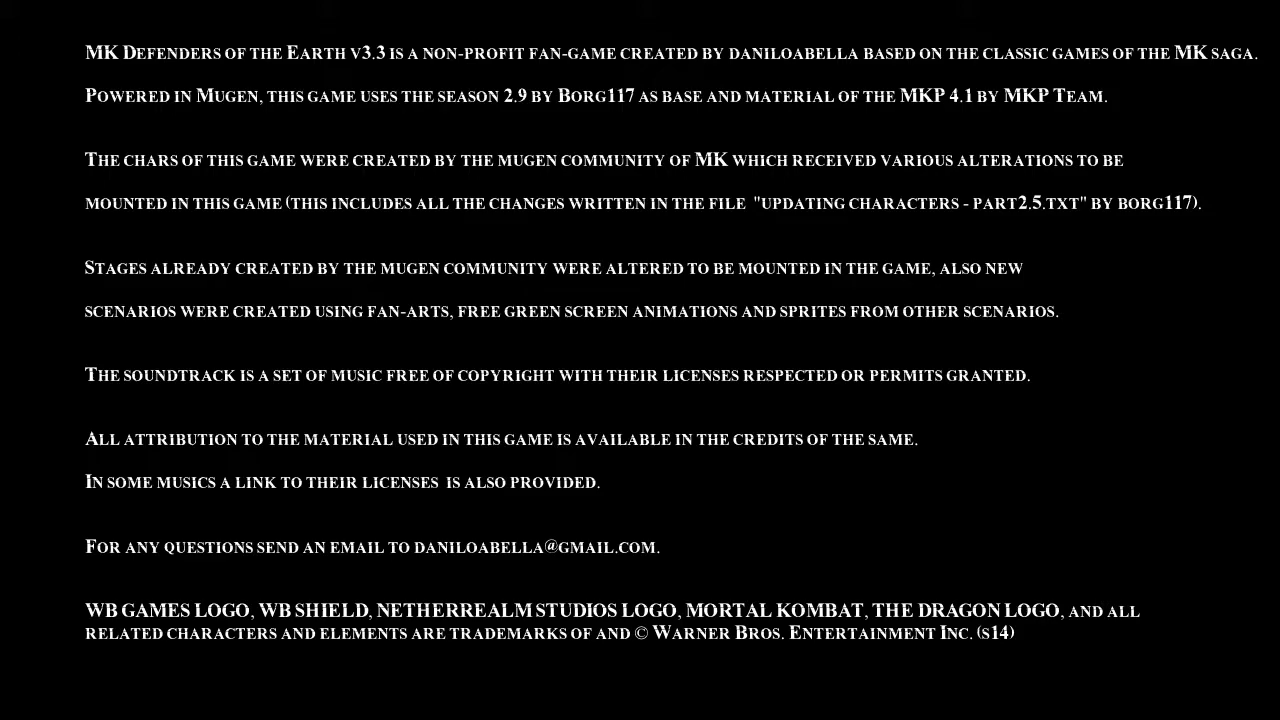 MK Defenders of the Earth v3.3 is a non-profit fan-game created by daniloabella based on the classic games of the MK saga.
Powered in Mugen, this game uses the season 2.9 by Borg117 as base and material of the MKP 4.1 by MKP Team.
The chars of this game were created by the mugen community of MK which received various alterations to be
mounted in this game (this includes all the changes written in the file  "updating characters - part2.5.txt" by borg117).
Stages already created by the mugen community were altered to be mounted in the game, also new
scenarios were created using fan-arts, free green screen animations and sprites from other scenarios.
The soundtrack is a set of music free of copyright with their licenses respected or permits granted.
All attribution to the material used in this game is available in the credits of the same.
In some musics a link to their licenses  is also provided.
For any questions send an email to daniloabella@gmail.com.
WB GAMES LOGO, WB SHIELD, NETHERREALM STUDIOS LOGO, MORTAL KOMBAT, THE DRAGON LOGO, and all
related characters and elements are trademarks of and © Warner Bros. Entertainment Inc. (s14)